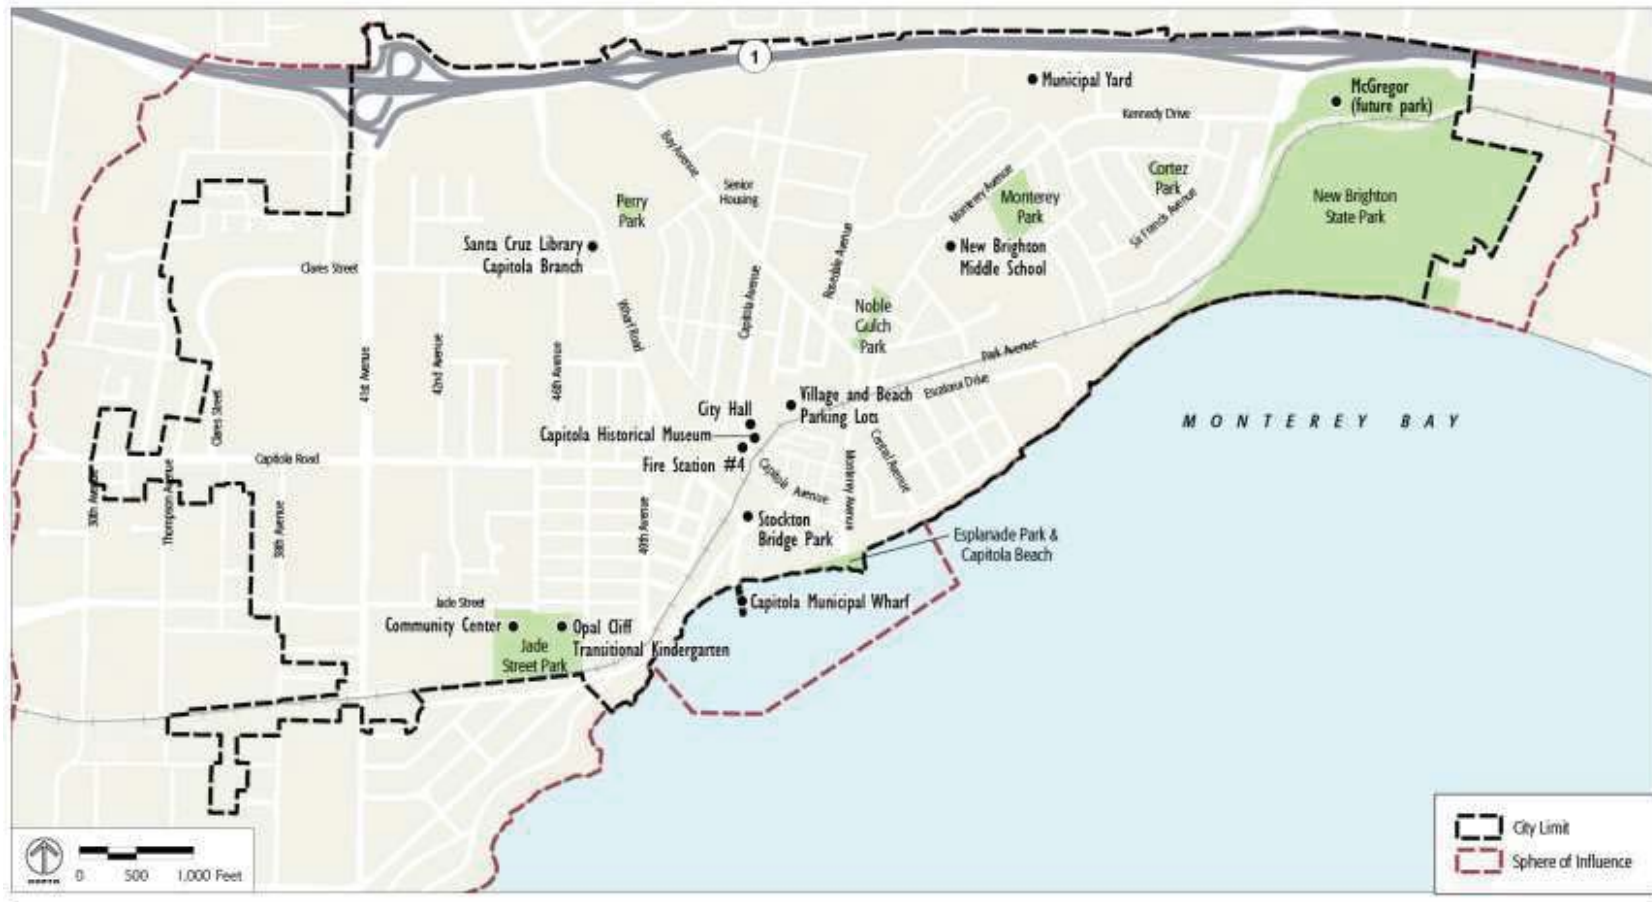 1
Municipal Yard
McGregor
(future park)
Kennedy Drive
Bay Avenue
Cortez
Park
Senior
Housing
Monterey Avenue
Monterey
Park
Perry
Park
New Brighton
State Park
Sir Francis Avenue
Santa Cruz Library
Capitola Branch
New Brighton
Middle School
Rosedale Avenue
Clares Street
Capitola Avenue
Wharf Road
Noble
Gulch
Park
41st Avenue
42nd Avenue
46th Avenue
Park Avenue
Escalona Drive
Clares Street
Village and Beach
Parking Lots
City Hall
Capitola Historical Museum
Fire Station #4
MONTEREY BAY
Capitola Road
Capitola Avenue
Monterey Avenue
Central Avenue
30th Avenue
Thompson Avenue
38th Avenue
49th Avenue
Stockton
Bridge Park
Esplanade Park &
Capitola Beach
Jade Street
Capitola Municipal Wharf
Community Center
Opal Cliff
Transitional Kindergarten
Jade
Street Park
City Limit
Sphere of Influence
NORTH
0 500 1,000 Feet